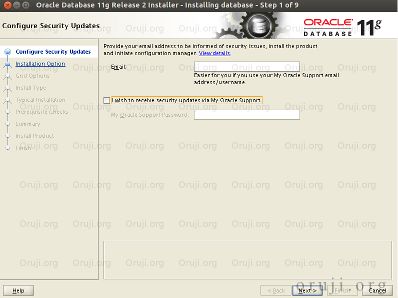 Oracle Database 11g Release 2 Installer - Installing database - Step 1 of 9
Configure Security Updates
ORACLE
DATABASE
11g
Configure Security Updates
Installation Option
Grid Options
Install Type
Typical Installation
Prerequisite Checks
Summary
Install Product
Finish
Provide your email address to be informed of security issues, install the product
and initiate configuration manager. View details.
Email:
Easier for you if you use your My Oracle Support email
address/username.
I wish to receive security updates via My Oracle Support.
My Oracle Support Password:
Help
< Back
Next >
Finish
Cancel
Oruji.org
oruji.org